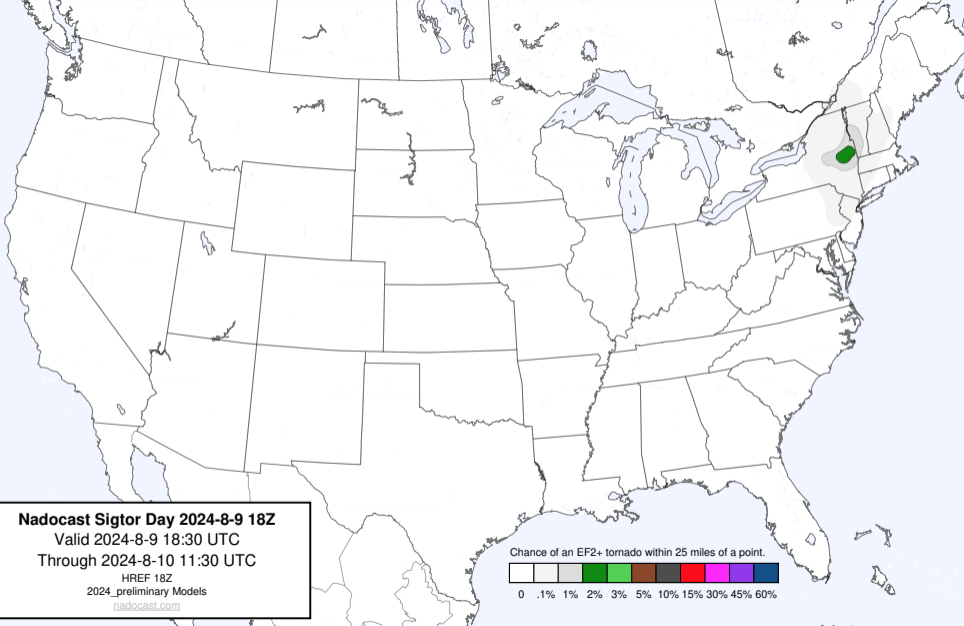 Nadocast Sigtor Day 2024-8-9 18Z
Valid 2024-8-9 18:30 UTC
Through 2024-8-10 11:30 UTC
HREF 18Z
2024_preliminary Models
nadocast.com
Chance of an EF2+ tornado within 25 miles of a point.
0 .1% 1% 2% 3% 5% 10% 15% 30% 45% 60%